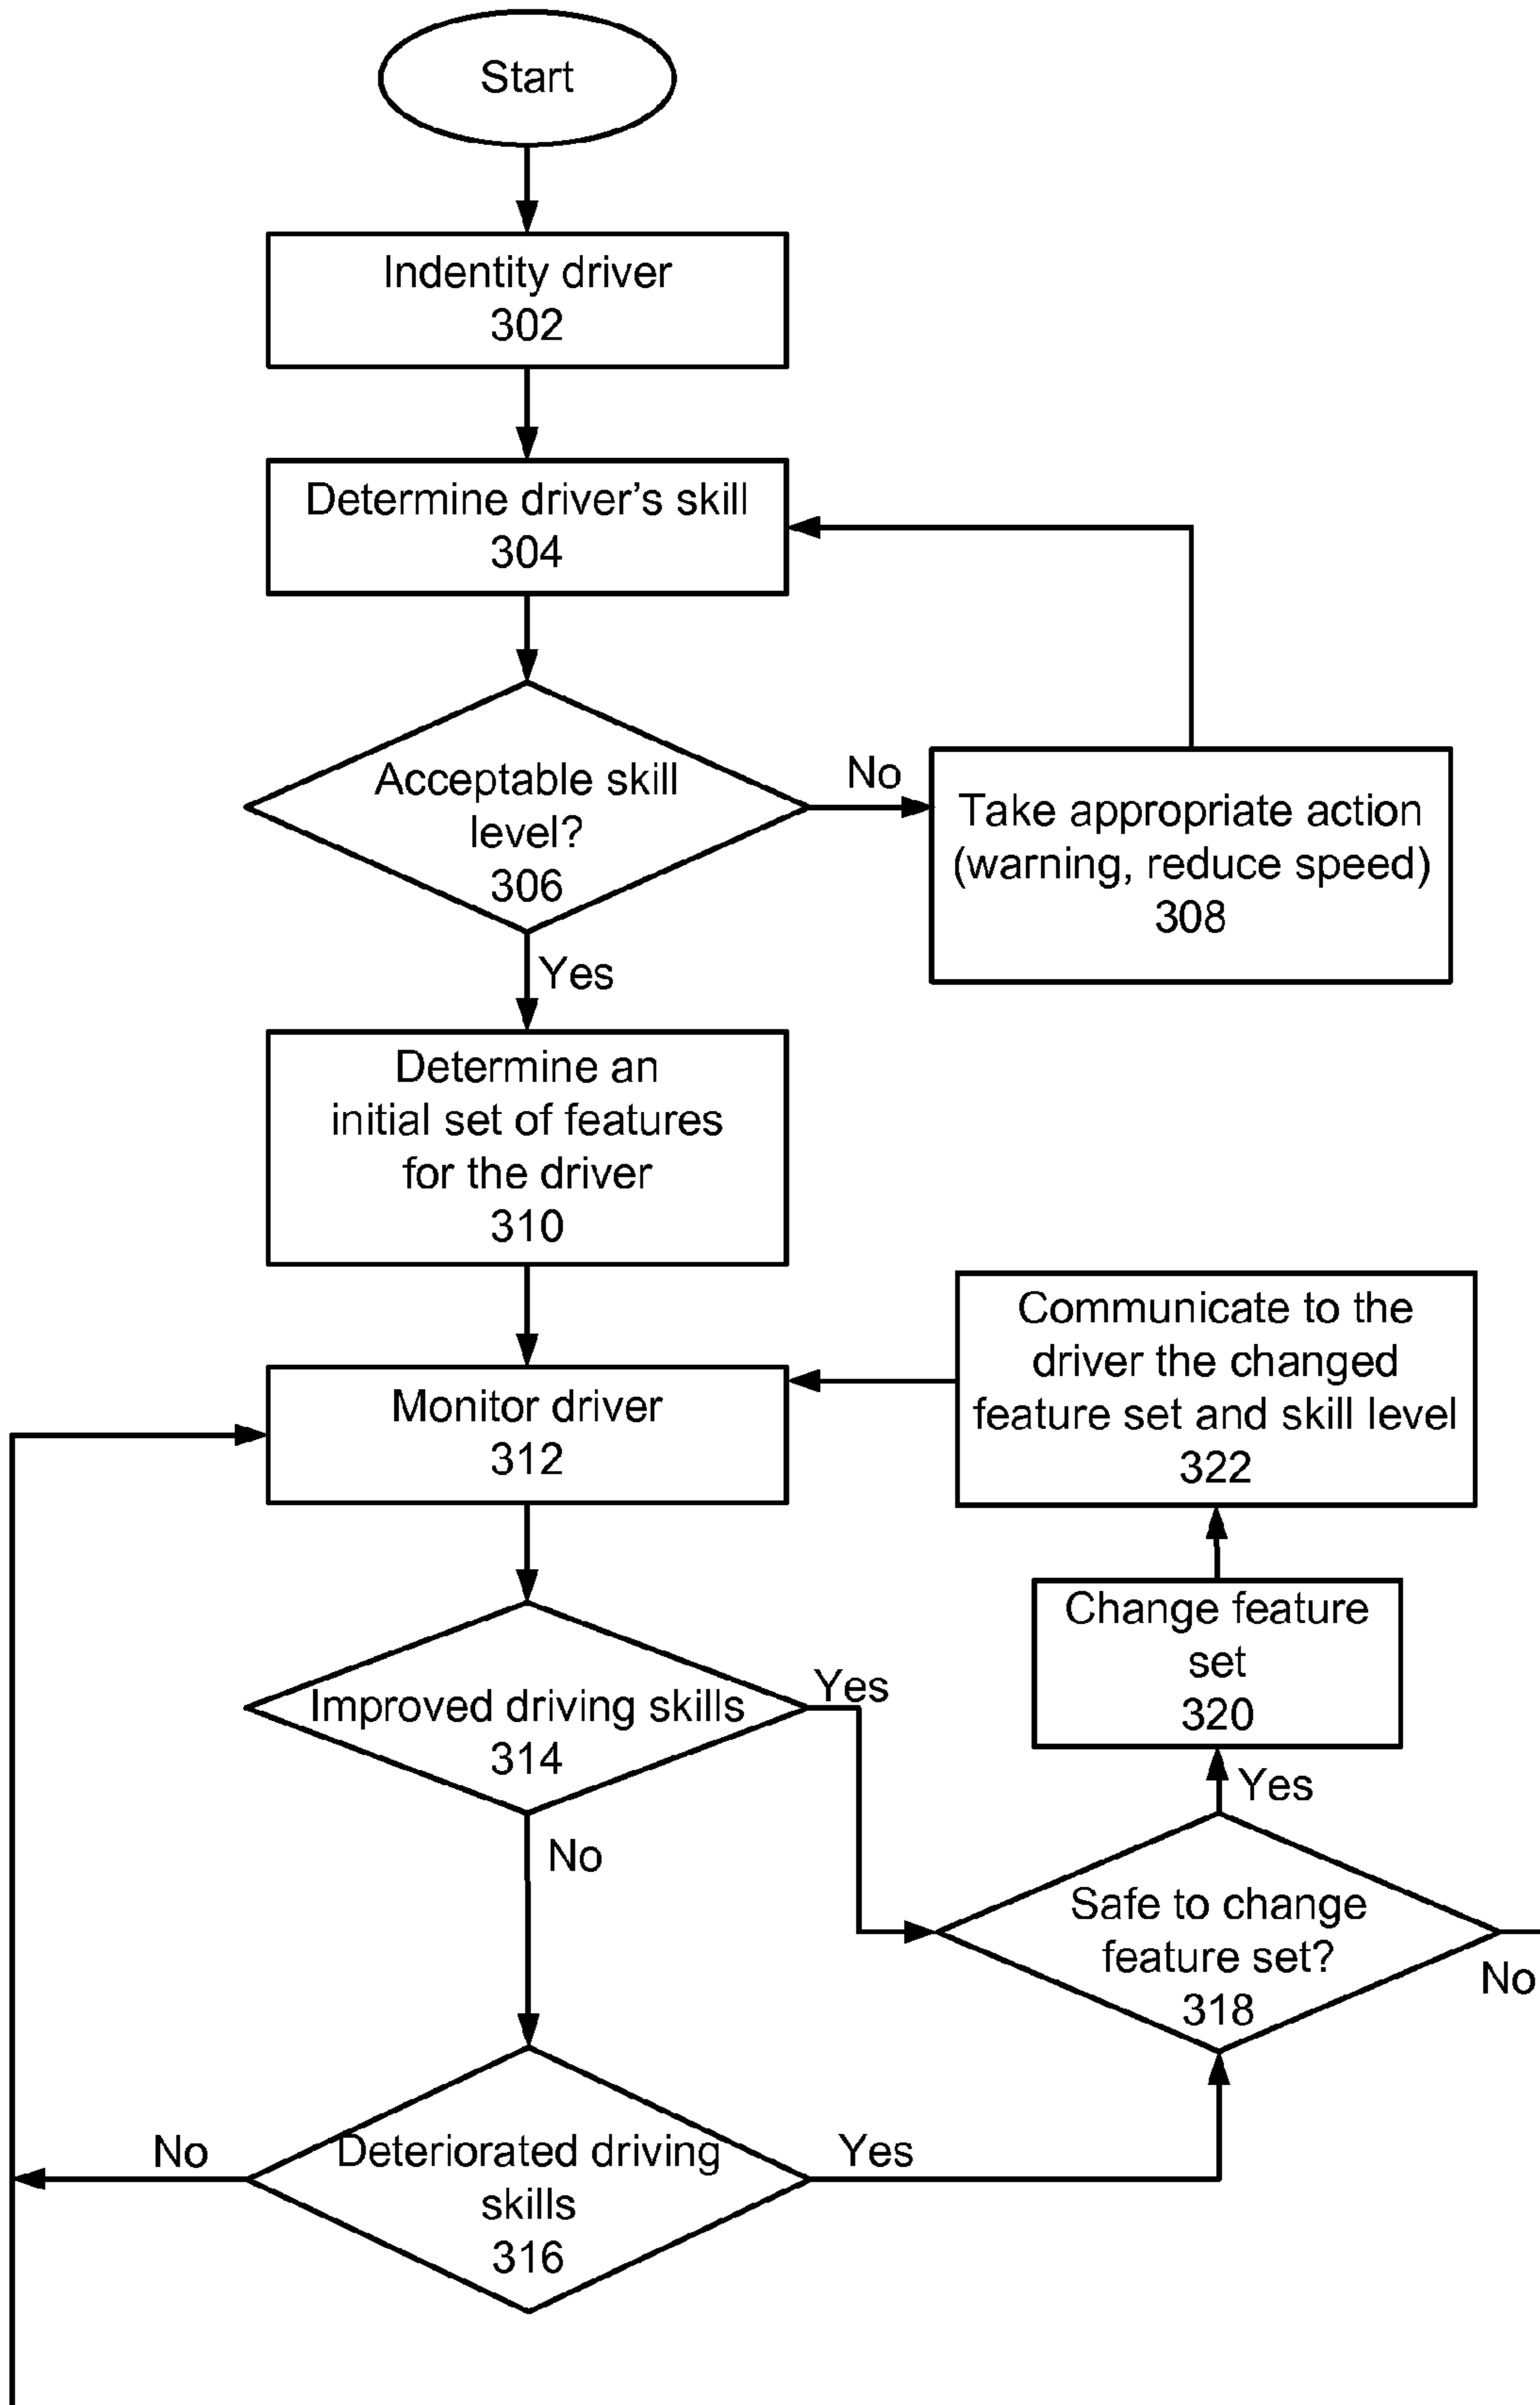 Start
Indentity driver
302
Determine driver's skill
304
Acceptable skill
level?
306
No
Take appropriate action
(warning, reduce speed)
308
Yes
Determine an
initial set of features
for the driver
310
Communicate to the
driver the changed
feature set and skill level
322
Monitor driver
312
Change feature
set
320
Improved driving skills
314
Yes
Yes
No
Safe to change
feature set?
318
No
Deteriorated driving
skills
316
No
Yes